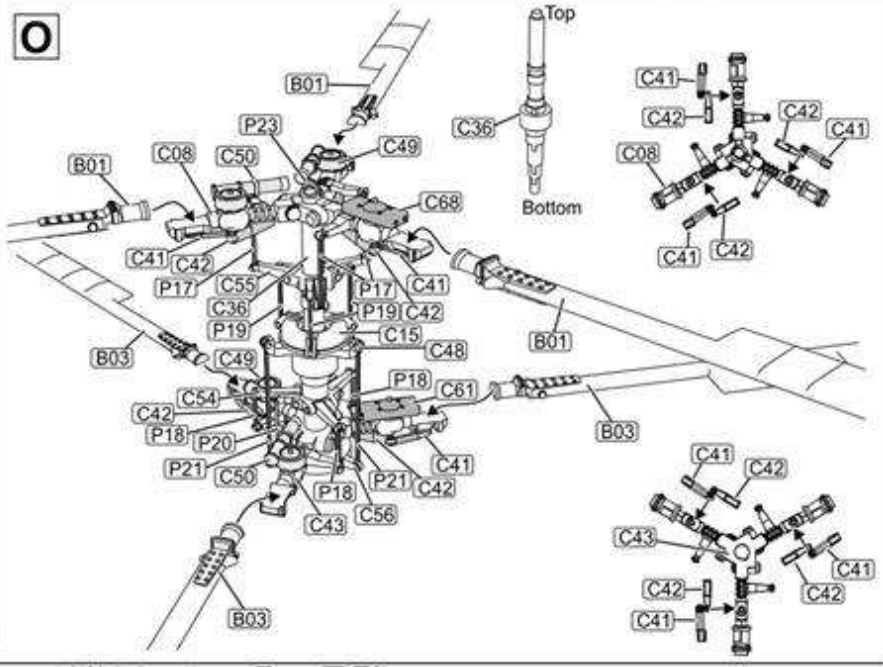 O
Top
B01
C41
P23
C49
C36
C42
C42
C41
C08
C50
C08
B01
C68
Bottom
C41
C42
C41
C42
P17
C55
P17
C41
C36
P19
C42
P19
C15
B01
B03
C48
C49
P18
C61
C54
C42
B03
P18
P20
C41
P21
C41
C42
C50
P18
P21
C42
C43
C56
C43
C41
C42
C42
B03
C41